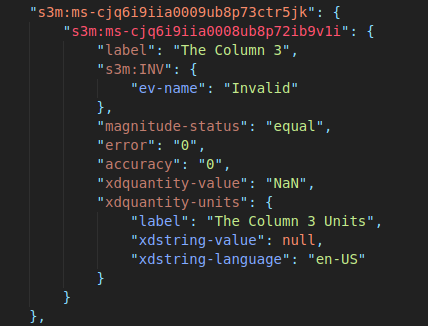 "s3m:ms-cjq6i9iia0009ub8p73ctr5jk": {
"s3m:ms-cjq6i9iia0008ub8p72ib9v1i": {
"label": "The Column 3",
"s3m:INV": {
"ev-name": "Invalid"
},
"magnitude-status": "equal",
"error": "0",
"accuracy": "0",
"xdquantity-value": "NaN",
"xdquantity-units": {
"label": "The Column 3 Units",
"xdstring-value": null,
"xdstring-language": "en-US"
}
}
},